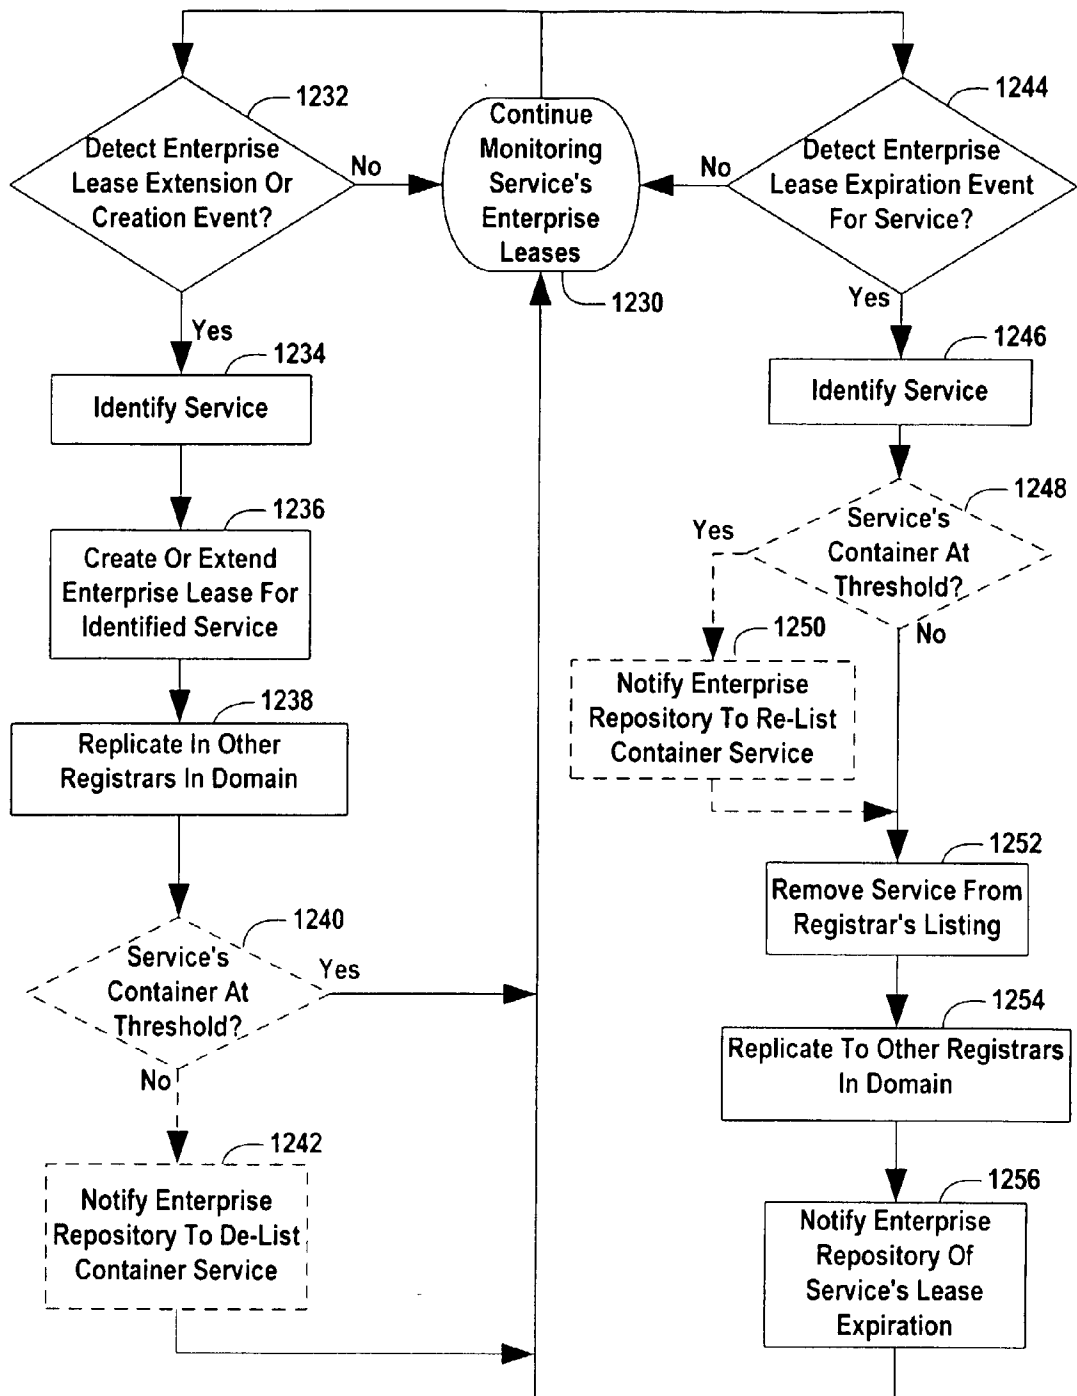 1232
Detect Enterprise
Lease Extension Or
Creation Event?
No
Yes
1234
Identify Service
1236
Create Or Extend
Enterprise Lease For
Identified Service
1238
Replicate In Other
Registrars In Domain
1240
Service's
Container At
Threshold?
Yes
No
1242
Notify Enterprise
Repository To De-List
Container Service
Continue
Monitoring
Service's
Enterprise
Leases
1230
1244
Detect Enterprise
Lease Expiration Event
For Service?
No
Yes
1246
Identify Service
1248
Service's
Container At
Threshold?
Yes
No
1250
Notify Enterprise
Repository To Re-List
Container Service
1252
Remove Service From
Registrar's Listing
1254
Replicate To Other Registrars
In Domain
1256
Notify Enterprise
Repository Of
Service's Lease
Expiration